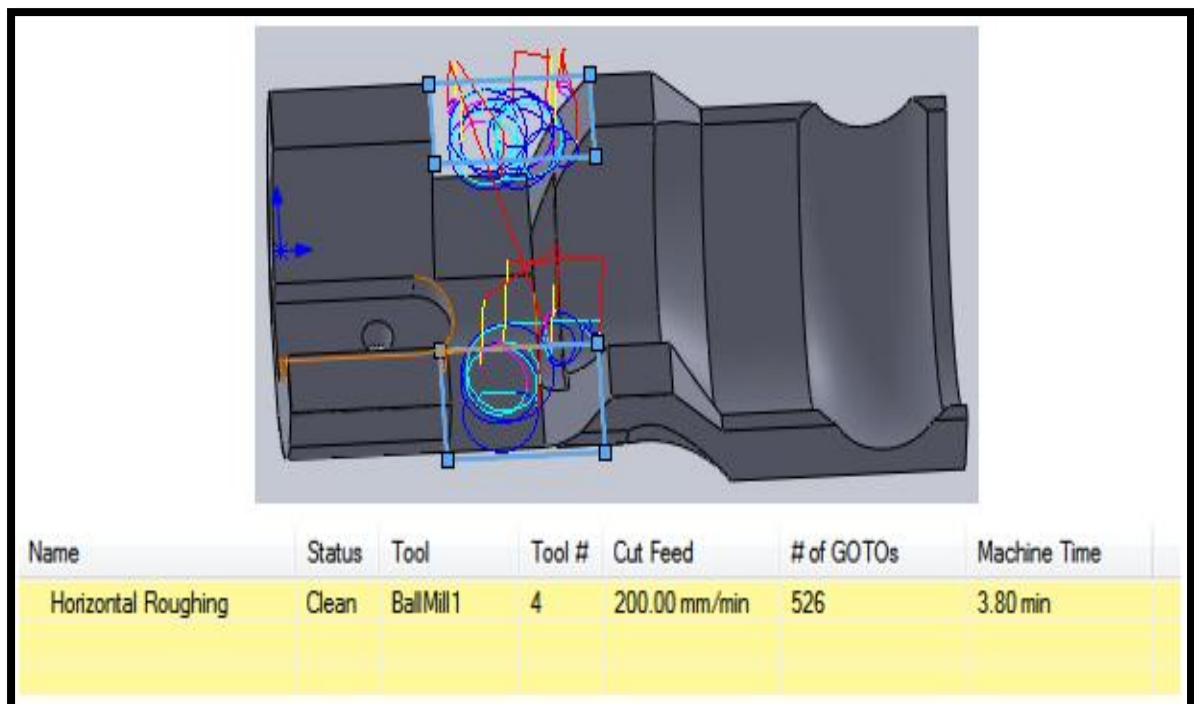 Name Status Tool Tool # Cut Feed # of GOTOs Machine Time
Horizontal Roughing Clean BallMill1 4 200.00 mm/min 526 3.80 min